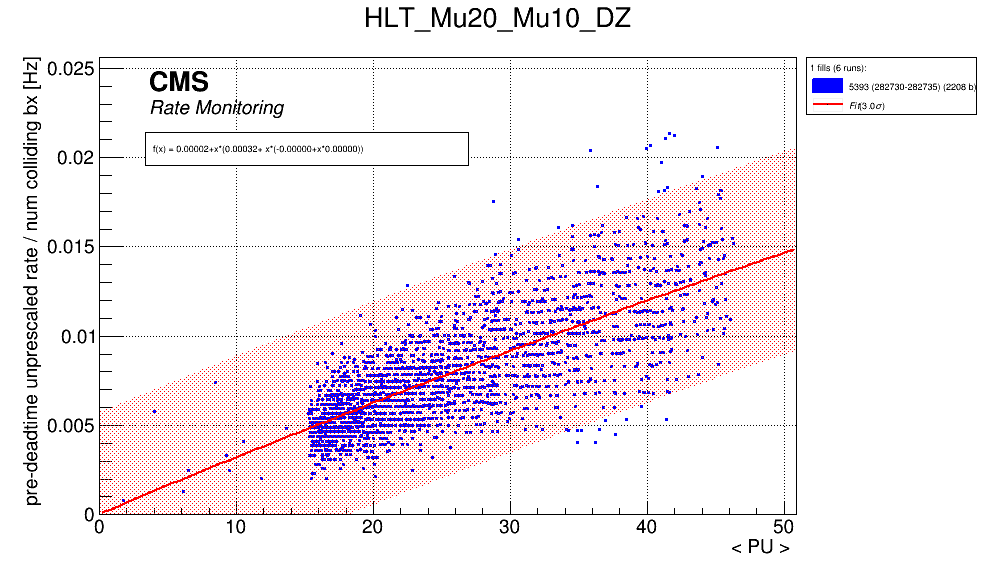 HLT_Mu20_Mu10_DZ
pre-deadtime unprescaled rate / num colliding bx [Hz]
0.025
0.02
0.015
0.01
0.005
0
CMS
Rate Monitoring
f(x) = 0.00002+x*(0.00032+ x*(-0.00000+x*0.00000))
0 10 20 30 40 50
< PU >
1 fills (6 runs):
5393 (282730-282735) (2208 b)
Fit(3.0σ)